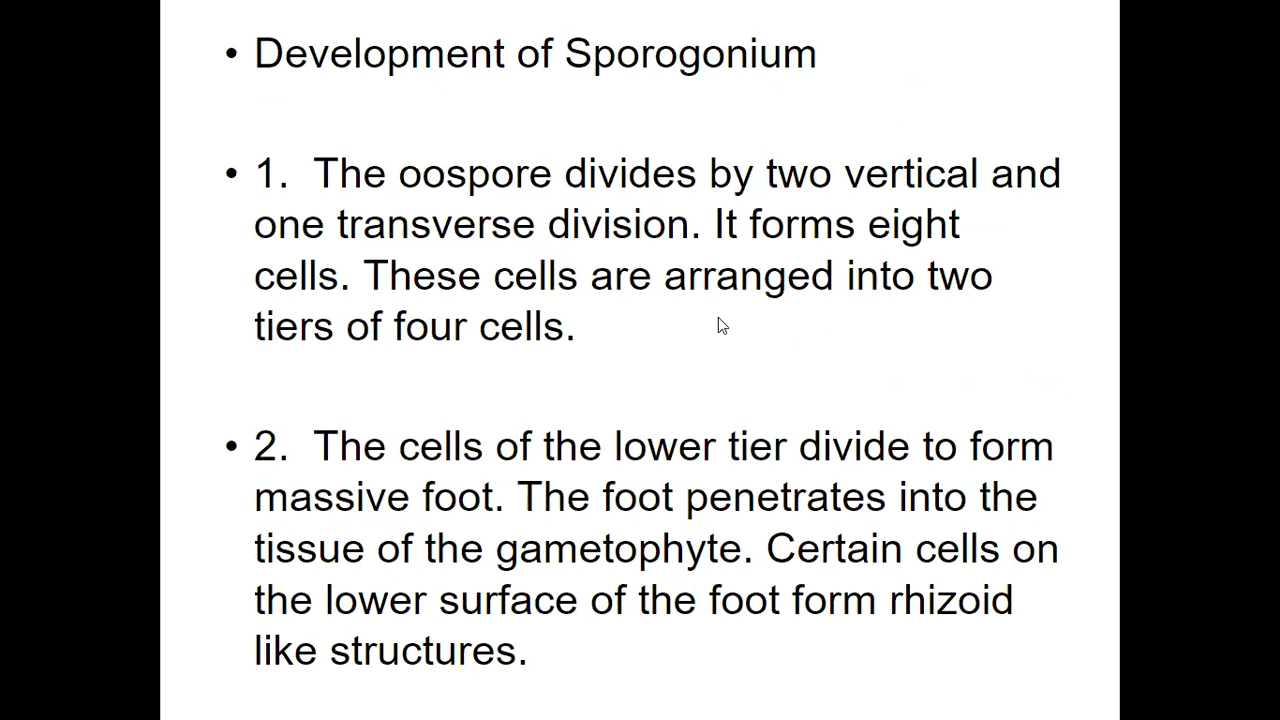 • Development of Sporogonium
• 1. The oospore divides by two vertical and
one transverse division. It forms eight
cells. These cells are arranged into two
tiers of four cells.
• 2. The cells of the lower tier divide to form
massive foot. The foot penetrates into the
tissue of the gametophyte. Certain cells on
the lower surface of the foot form rhizoid
like structures.